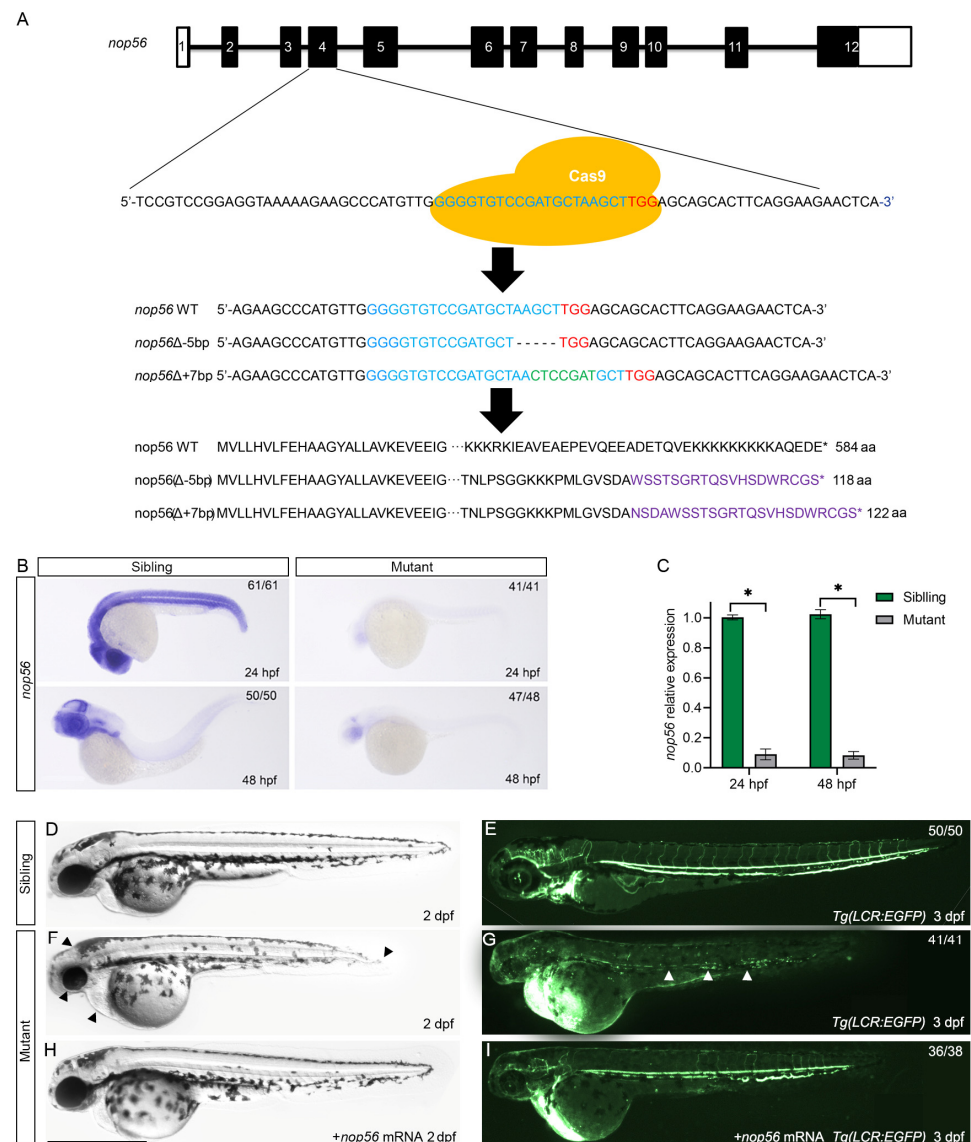 A
nop56
1 2 3 4 5 6 7 8 9 10 11 12
Cas9
5'-TCCGTCCGGAGGTAAAAAGAAGCCCATGTTGGGGGTGTCCGATGCTAAGCTTGGAGCAGCACTTCAGGAAGAACTCA-3'
nop56 WT 5'-AGAAGCCCATGTTGGGGGTGTCCGATGCTAAGCTTGGAGCAGCACTTCAGGAAGAACTCA-3'
nop56Δ-5bp 5'-AGAAGCCCATGTTGGGGGTGTCCGATGCT-----TGGAGCAGCACTTCAGGAAGAACTCA-3'
nop56Δ+7bp 5'-AGAAGCCCATGTTGGGGGTGTCCGATGCTAACTCCGATGCTTGGAGCAGCACTTCAGGAAGAACTCA-3'
nop56 WT MVLLHVLFEHAAGYALLAVKEVEEIG ···KKKRKIEAVEAEPEVQEEADETQVEKKKKKKKKKAQEDE* 584 aa
nop56(Δ-5bp) MVLLHVLFEHAAGYALLAVKEVEEIG···TNLPSGGKKKPMLGVSDAWSSTSGRTQSVHSDWRCGS* 118 aa
nop56(Δ+7bp) MVLLHVLFEHAAGYALLAVKEVEEIG···TNLPSGGKKKPMLGVSDANSDAWSSTSGRTQSVHSDWRCGS* 122 aa
B
Sibling Mutant
nop56
61/61
24 hpf
41/41
24 hpf
50/50
48 hpf
47/48
48 hpf
C
nop56 relative expression
1.0
0.8
0.6
0.4
0.2
0.0
* *
24 hpf 48 hpf
Siblling
Mutant
Sibling
D
2 dpf
E
50/50
Tg(LCR:EGFP) 3 dpf
Mutant
F
2 dpf
G
41/41
Tg(LCR:EGFP) 3 dpf
H
+nop56 mRNA 2 dpf
I
36/38
+nop56 mRNA Tg(LCR:EGFP) 3 dpf